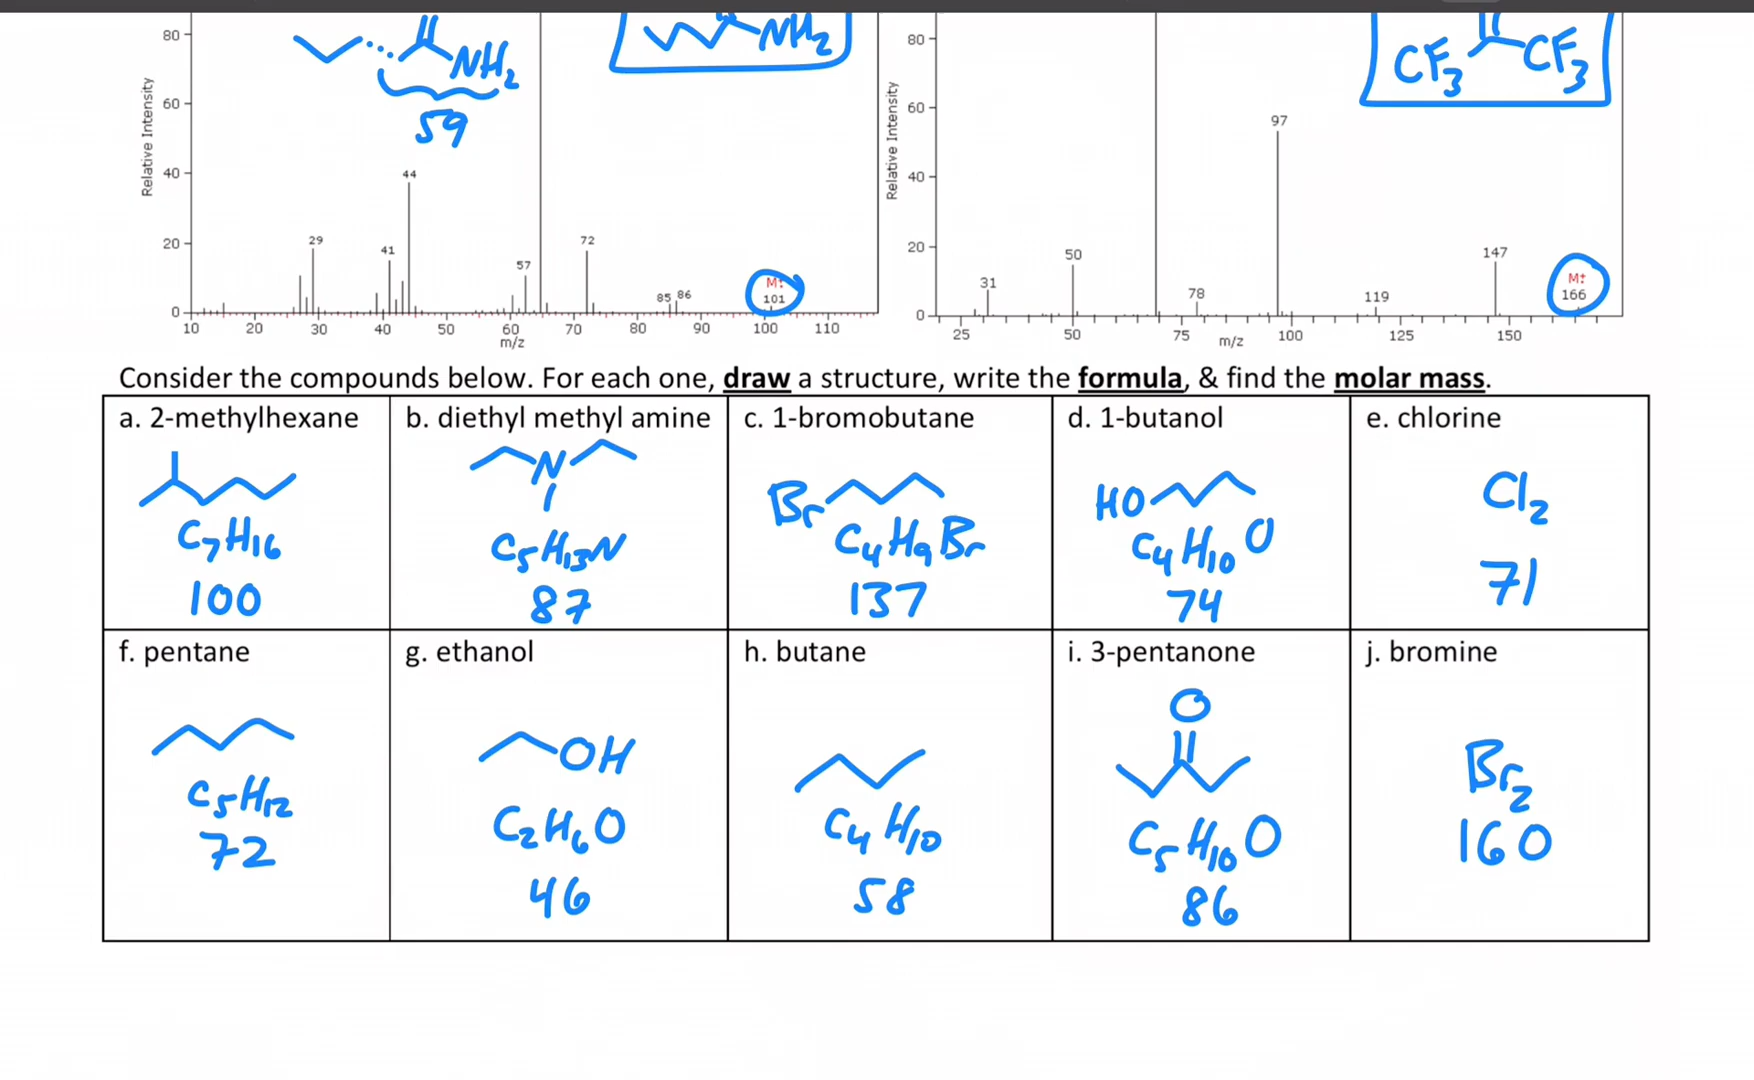 80
60
40
20
0
Relative Intensity
NH₂
59
NH₂
44
29
41
57
72
85 86
M⁺
101
10 20 30 40 50 60 70 80 90 100 110
m/z
80
60
40
20
0
Relative Intensity
CF₃ CF₃
97
31
50
78
119
147
M⁺
166
25 50 75 100 125 150
m/z
Consider the compounds below. For each one, draw a structure, write the formula, & find the molar mass.
a. 2-methylhexane
C₇H₁₆
100
b. diethyl methyl amine
N
C₅H₁₃N
87
c. 1-bromobutane
Br
C₄H₉Br
137
d. 1-butanol
HO
C₄H₁₀O
74
e. chlorine
Cl₂
71
f. pentane
C₅H₁₂
72
g. ethanol
OH
C₂H₆O
46
h. butane
C₄H₁₀
58
i. 3-pentanone
O
C₅H₁₀O
86
j. bromine
Br₂
160